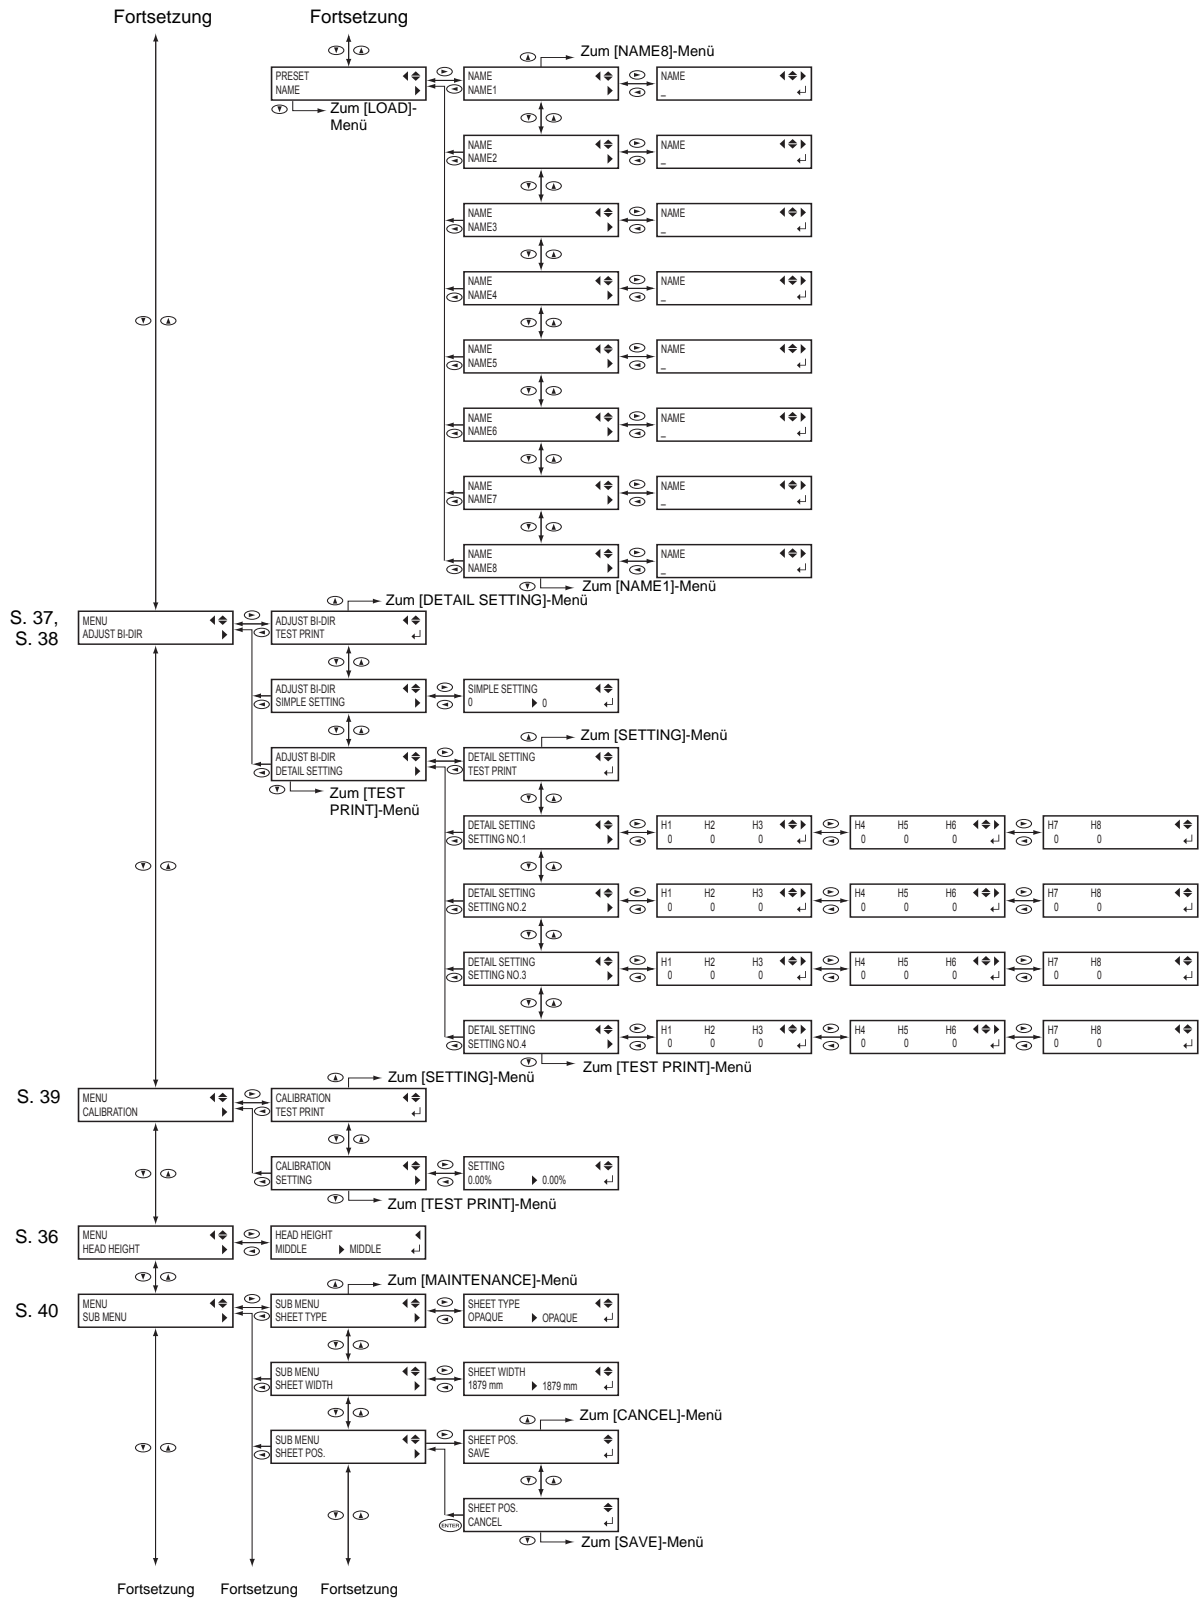 Fortsetzung
Fortsetzung
Zum [NAME8]-Menü
PRESET
NAME
NAME
NAME1
NAME
_
Zum [LOAD]-
Menü
NAME
NAME2
NAME
_
NAME
NAME3
NAME
_
NAME
NAME4
NAME
_
NAME
NAME5
NAME
_
NAME
NAME6
NAME
_
NAME
NAME7
NAME
_
NAME
NAME8
NAME
_
Zum [NAME1]-Menü
Zum [DETAIL SETTING]-Menü
S. 37,
S. 38
MENU
ADJUST BI-DIR
ADJUST BI-DIR
TEST PRINT
ADJUST BI-DIR
SIMPLE SETTING
SIMPLE SETTING
0 0
Zum [SETTING]-Menü
ADJUST BI-DIR
DETAIL SETTING
DETAIL SETTING
TEST PRINT
Zum [TEST
PRINT]-Menü
DETAIL SETTING
SETTING NO.1
H1 H2 H3
0 0 0
H4 H5 H6
0 0 0
H7 H8
0 0
DETAIL SETTING
SETTING NO.2
H1 H2 H3
0 0 0
H4 H5 H6
0 0 0
H7 H8
0 0
DETAIL SETTING
SETTING NO.3
H1 H2 H3
0 0 0
H4 H5 H6
0 0 0
H7 H8
0 0
DETAIL SETTING
SETTING NO.4
H1 H2 H3
0 0 0
H4 H5 H6
0 0 0
H7 H8
0 0
Zum [TEST PRINT]-Menü
Zum [SETTING]-Menü
S. 39
MENU
CALIBRATION
CALIBRATION
TEST PRINT
CALIBRATION
SETTING
SETTING
0.00% 0.00%
Zum [TEST PRINT]-Menü
S. 36
MENU
HEAD HEIGHT
HEAD HEIGHT
MIDDLE MIDDLE
Zum [MAINTENANCE]-Menü
S. 40
MENU
SUB MENU
SUB MENU
SHEET TYPE
SHEET TYPE
OPAQUE OPAQUE
SUB MENU
SHEET WIDTH
SHEET WIDTH
1879 mm 1879 mm
Zum [CANCEL]-Menü
SUB MENU
SHEET POS.
SHEET POS.
SAVE
SHEET POS.
CANCEL
ENTER
Zum [SAVE]-Menü
Fortsetzung
Fortsetzung
Fortsetzung